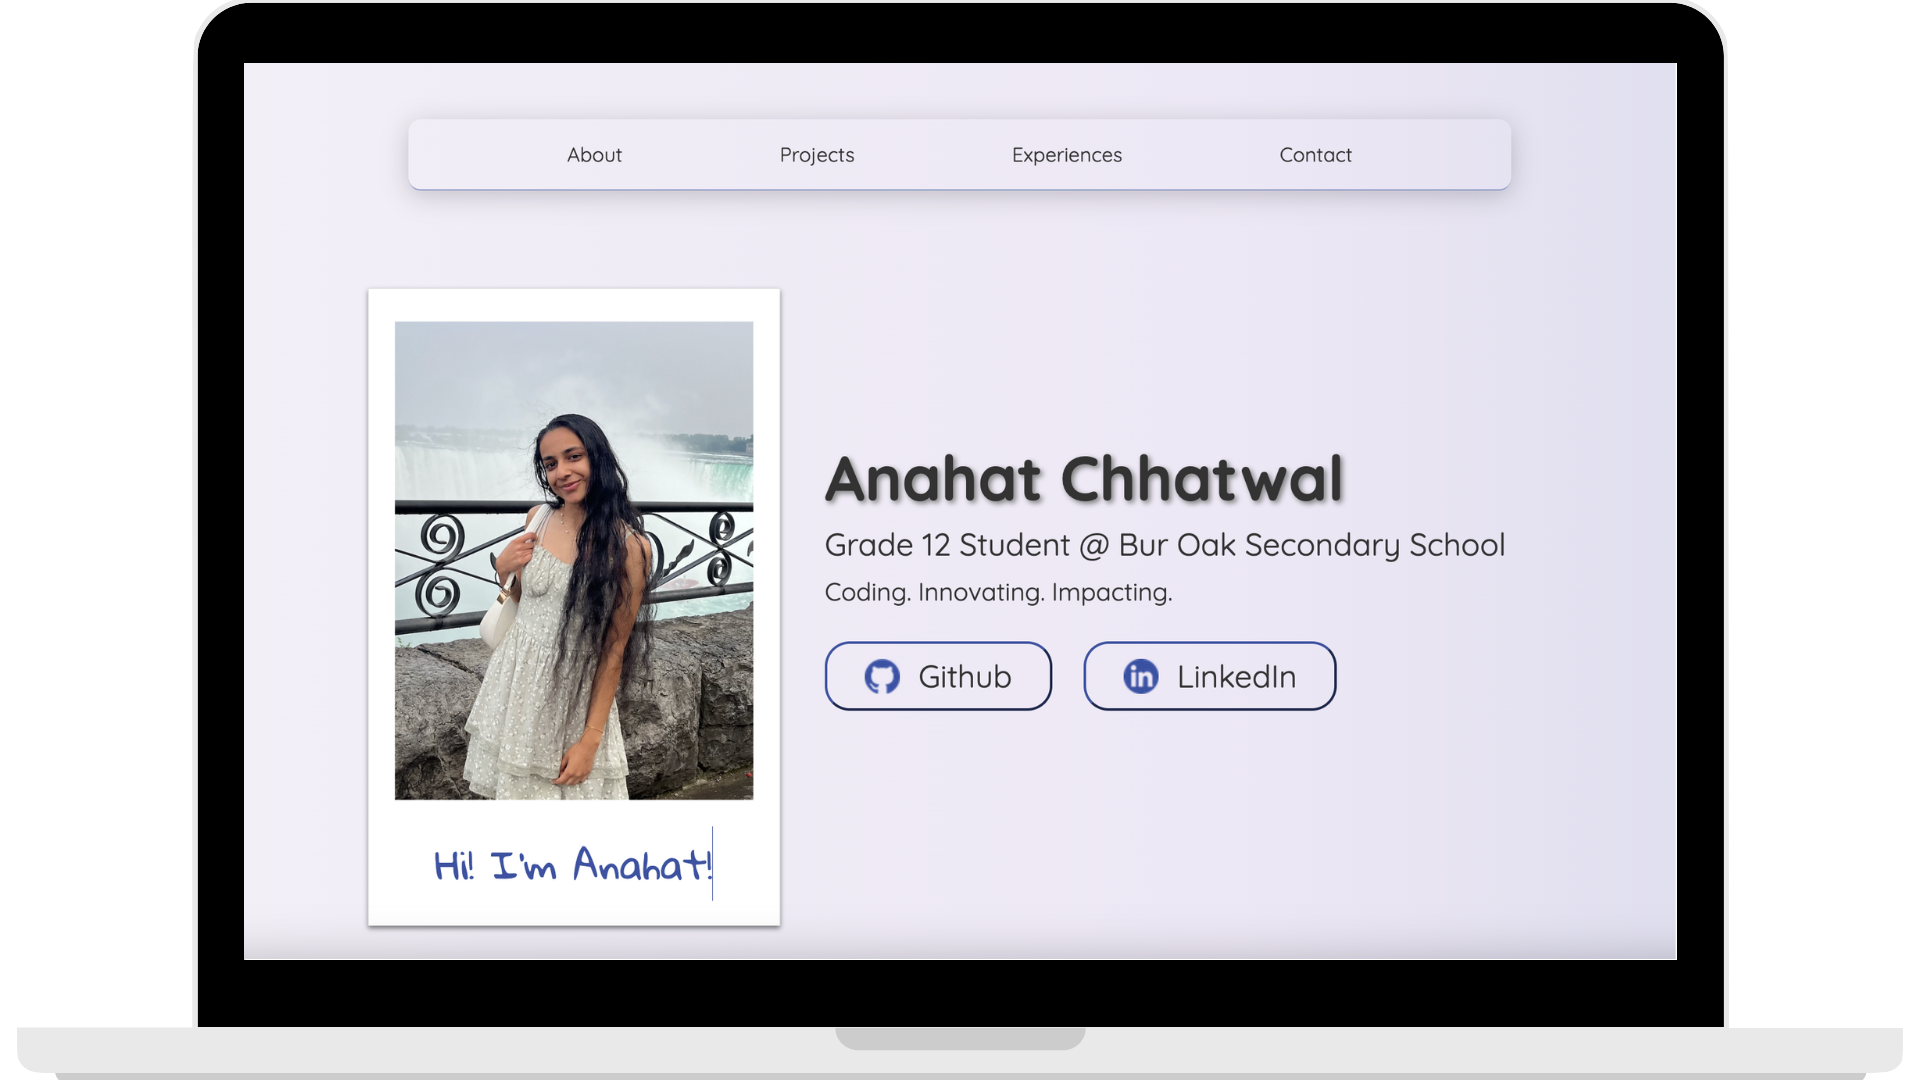 About Projects Experiences Contact
Anahat Chhatwal
Grade 12 Student @ Bur Oak Secondary School
Coding. Innovating. Impacting.
Github LinkedIn
Hi! I'm Anahat!